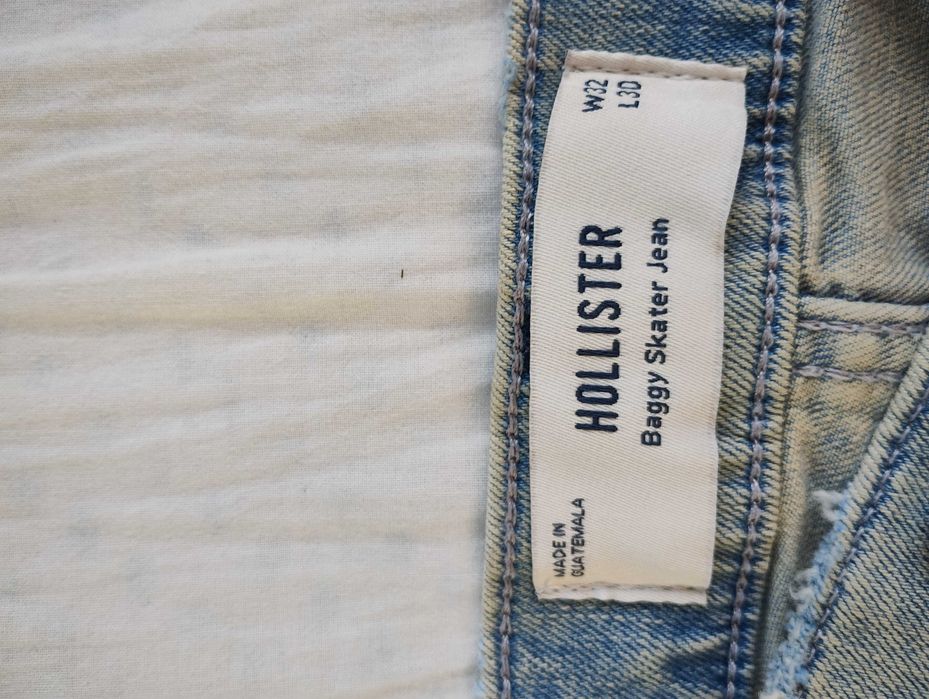 MADE IN
GUATEMALA
HOLLISTER
Baggy Skater Jean
W32
L30